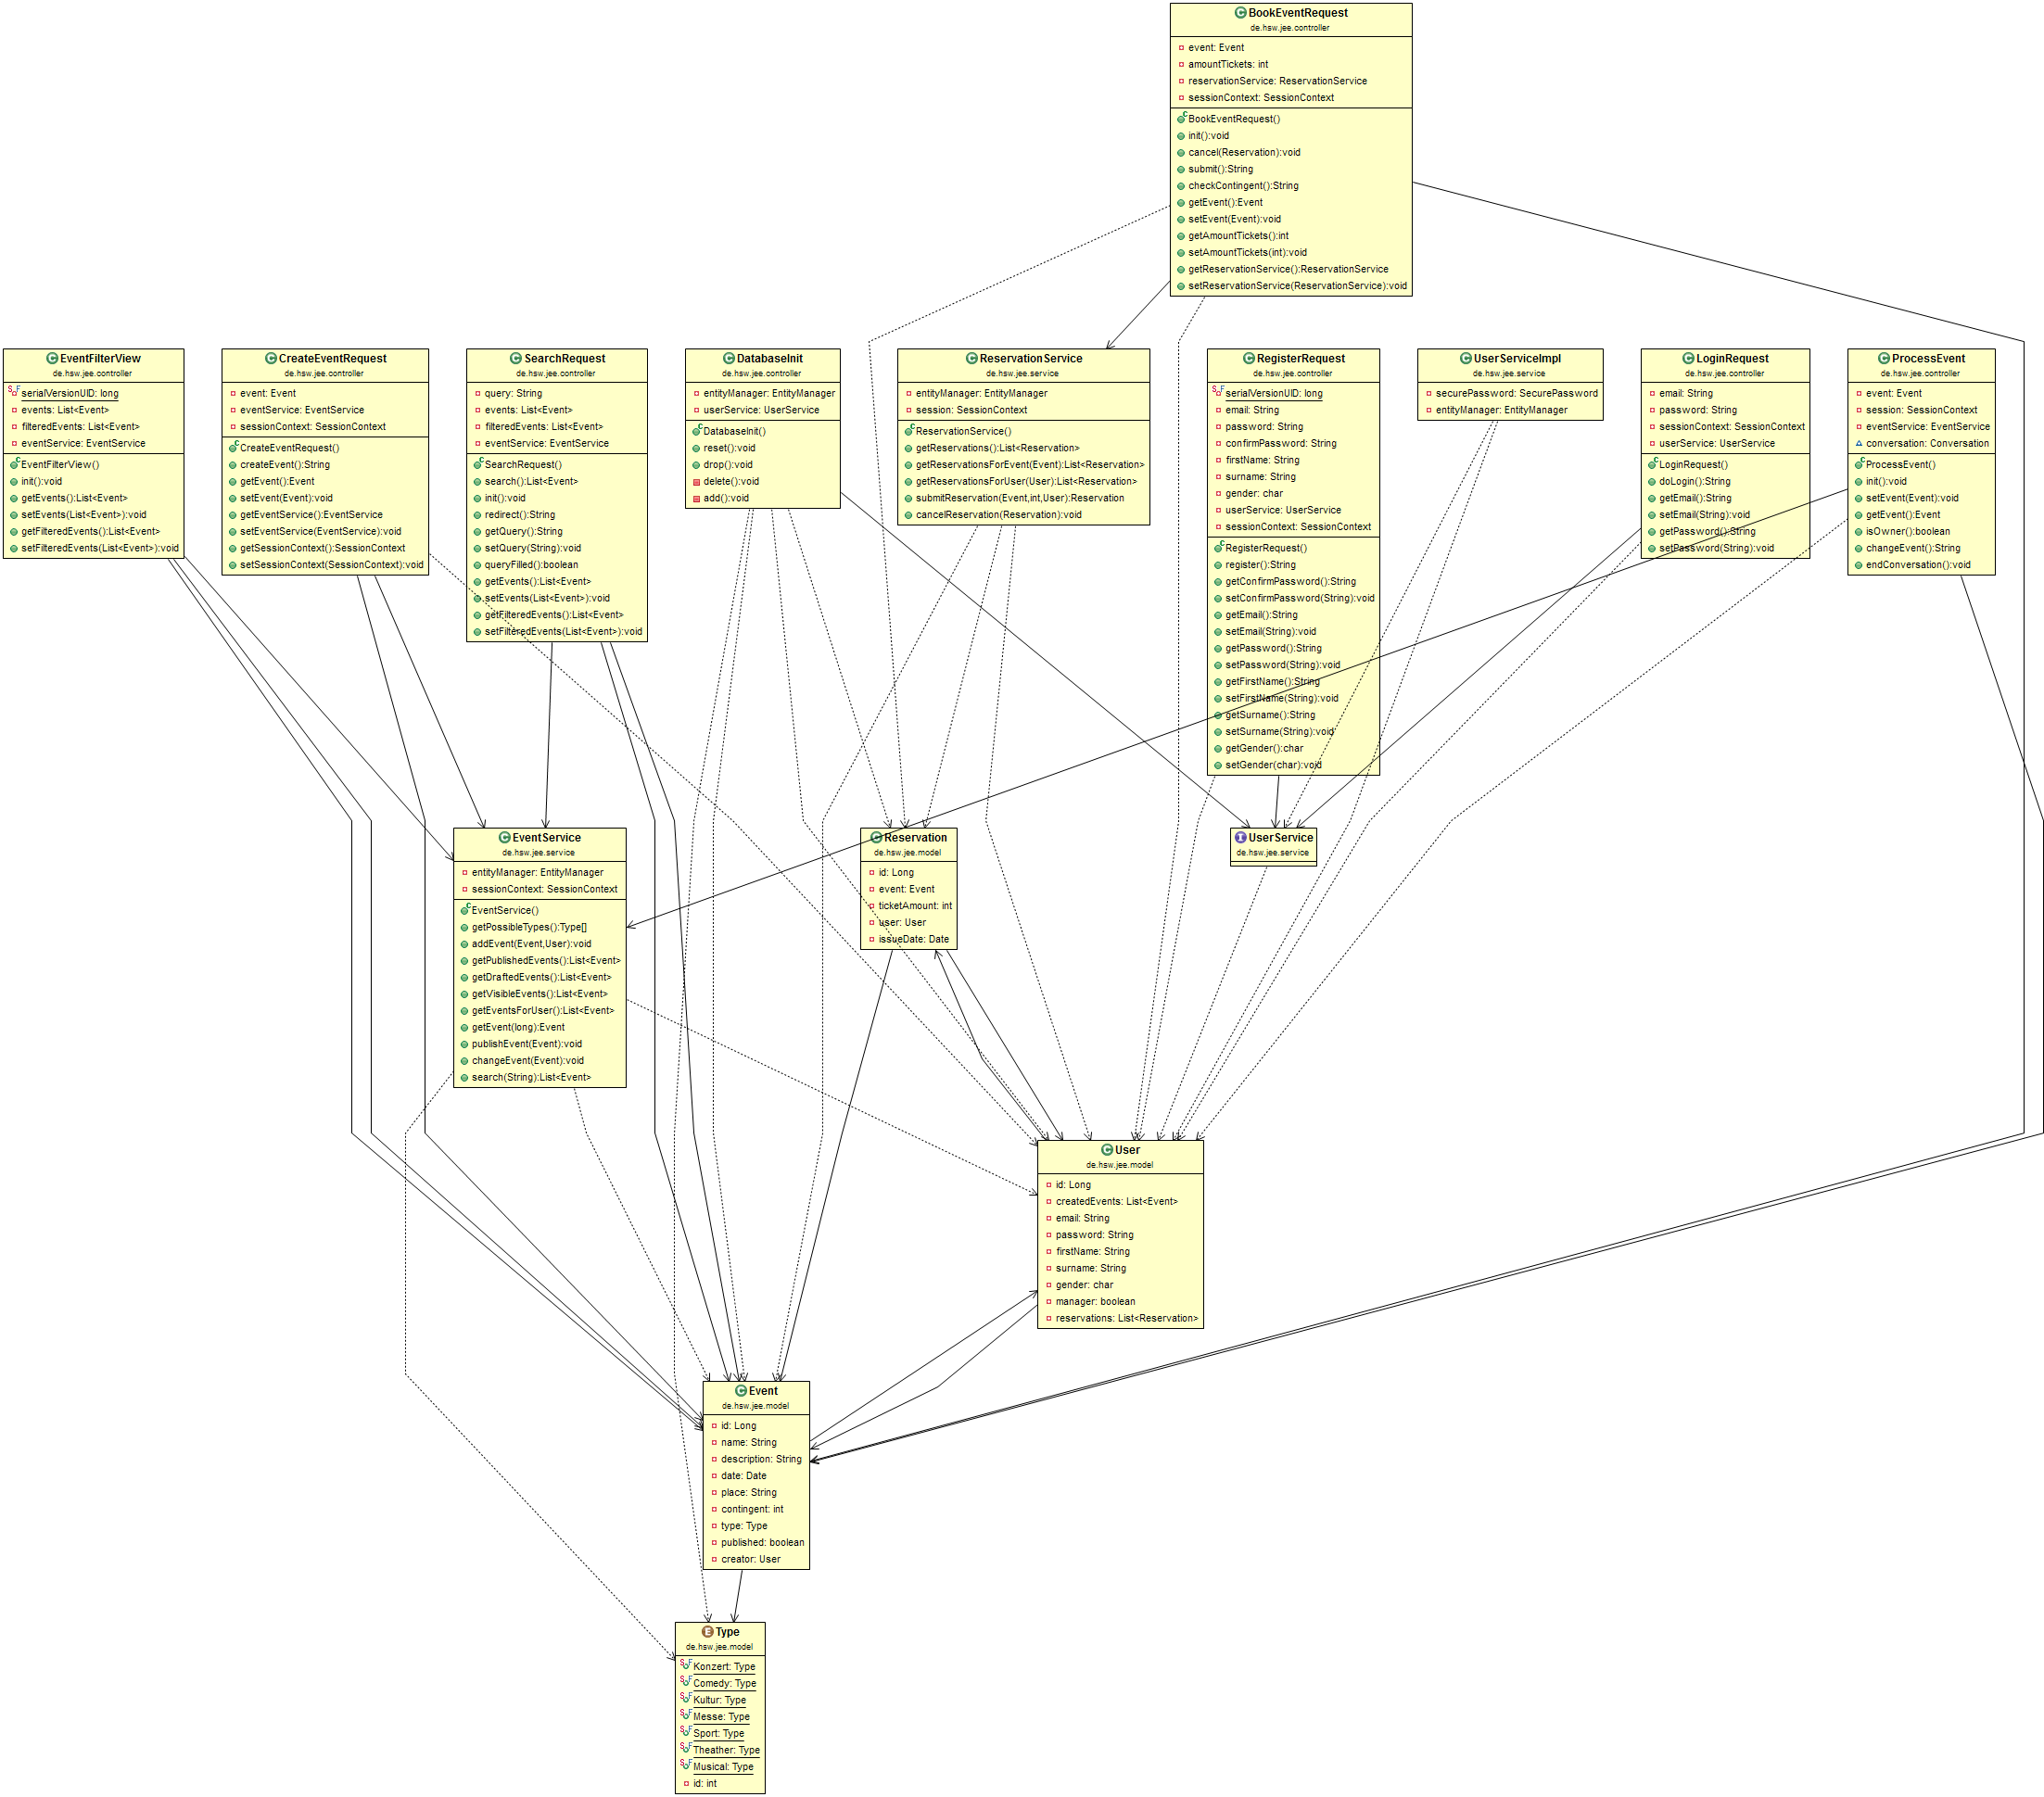 BookEventRequest
de.hsw.jee.controller
event: Event
amountTickets: int
reservationService: ReservationService
sessionContext: SessionContext
BookEventRequest()
init():void
cancel(Reservation):void
submit():String
checkContingent():String
getEvent():Event
setEvent(Event):void
getAmountTickets():int
setAmountTickets(int):void
getReservationService():ReservationService
setReservationService(ReservationService):void
EventFilterView
de.hsw.jee.controller
serialVersionUID: long
events: List<Event>
filteredEvents: List<Event>
eventService: EventService
EventFilterView()
init():void
getEvents():List<Event>
setEvents(List<Event>):void
getFilteredEvents():List<Event>
setFilteredEvents(List<Event>):void
CreateEventRequest
de.hsw.jee.controller
event: Event
eventService: EventService
sessionContext: SessionContext
CreateEventRequest()
createEvent():String
getEvent():Event
setEvent(Event):void
getEventService():EventService
setEventService(EventService):void
getSessionContext():SessionContext
setSessionContext(SessionContext):void
SearchRequest
de.hsw.jee.controller
query: String
events: List<Event>
filteredEvents: List<Event>
eventService: EventService
SearchRequest()
search():List<Event>
init():void
redirect():String
getQuery():String
setQuery(String):void
queryFilled():boolean
getEvents():List<Event>
setEvents(List<Event>):void
getFilteredEvents():List<Event>
setFilteredEvents(List<Event>):void
DatabaseInit
de.hsw.jee.controller
entityManager: EntityManager
userService: UserService
DatabaseInit()
reset():void
drop():void
delete():void
add():void
ReservationService
de.hsw.jee.service
entityManager: EntityManager
session: SessionContext
ReservationService()
getReservations():List<Reservation>
getReservationsForEvent(Event):List<Reservation>
getReservationsForUser(User):List<Reservation>
submitReservation(Event,int,User):Reservation
cancelReservation(Reservation):void
RegisterRequest
de.hsw.jee.controller
serialVersionUID: long
email: String
password: String
confirmPassword: String
firstName: String
surname: String
gender: char
userService: UserService
sessionContext: SessionContext
RegisterRequest()
register():String
getConfirmPassword():String
setConfirmPassword(String):void
getEmail():String
setEmail(String):void
getPassword():String
setPassword(String):void
getFirstName():String
setFirstName(String):void
getSurname():String
setSurname(String):void
getGender():char
setGender(char):void
UserServiceImpl
de.hsw.jee.service
securePassword: SecurePassword
entityManager: EntityManager
LoginRequest
de.hsw.jee.controller
email: String
password: String
sessionContext: SessionContext
userService: UserService
LoginRequest()
doLogin():String
getEmail():String
setEmail(String):void
getPassword():String
setPassword(String):void
ProcessEvent
de.hsw.jee.controller
event: Event
session: SessionContext
eventService: EventService
conversation: Conversation
ProcessEvent()
init():void
setEvent(Event):void
getEvent():Event
isOwner():boolean
changeEvent():String
endConversation():void
EventService
de.hsw.jee.service
entityManager: EntityManager
sessionContext: SessionContext
EventService()
getPossibleTypes():Type[]
addEvent(Event,User):void
getPublishedEvents():List<Event>
getDraftedEvents():List<Event>
getVisibleEvents():List<Event>
getEventsForUser():List<Event>
getEvent(long):Event
publishEvent(Event):void
changeEvent(Event):void
search(String):List<Event>
Reservation
de.hsw.jee.model
id: Long
event: Event
ticketAmount: int
user: User
issueDate: Date
UserService
de.hsw.jee.service
User
de.hsw.jee.model
id: Long
createdEvents: List<Event>
email: String
password: String
firstName: String
surname: String
gender: char
manager: boolean
reservations: List<Reservation>
Event
de.hsw.jee.model
id: Long
name: String
description: String
date: Date
place: String
contingent: int
type: Type
published: boolean
creator: User
Type
de.hsw.jee.model
Konzert: Type
Comedy: Type
Kultur: Type
Messe: Type
Sport: Type
Theather: Type
Musical: Type
id: int